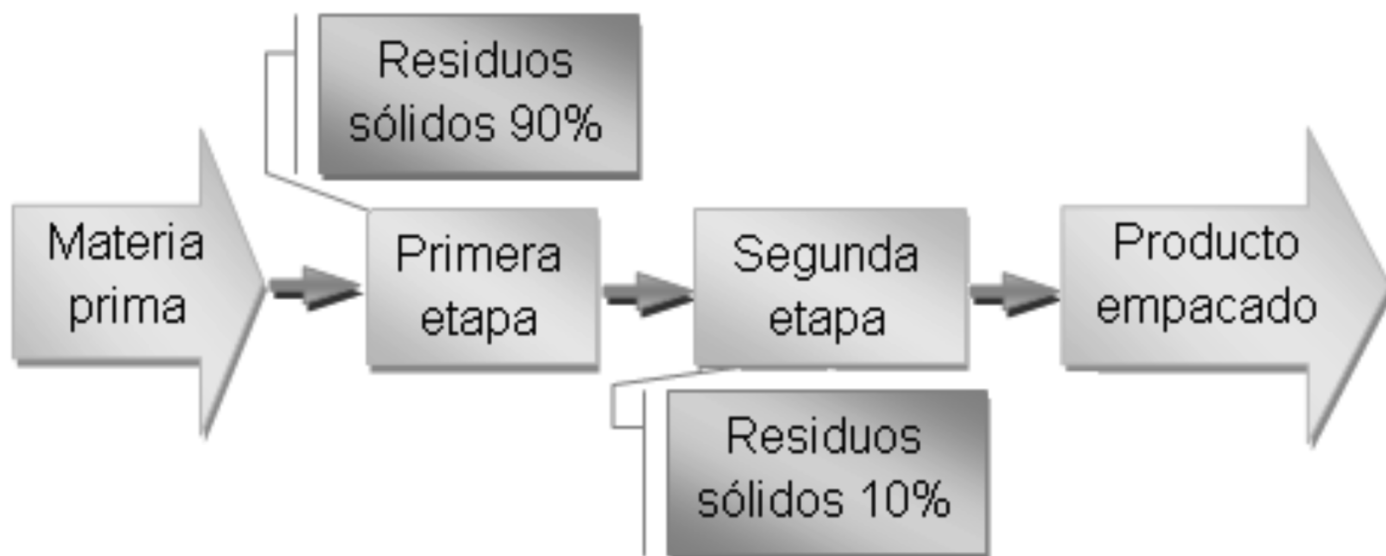 Residuos
sólidos 90%
Materia
prima
Primera
etapa
Segunda
etapa
Producto
empacado
Residuos
sólidos 10%